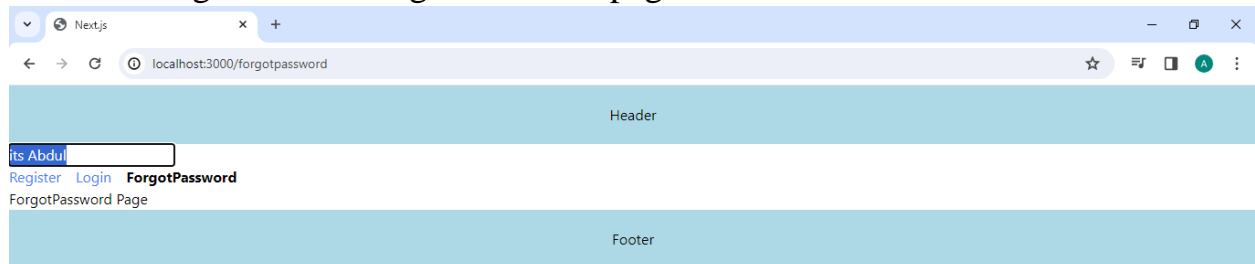 Next.js
localhost:3000/forgotpassword
A
Header
its Abdul
Register Login ForgotPassword
ForgotPassword Page
Footer